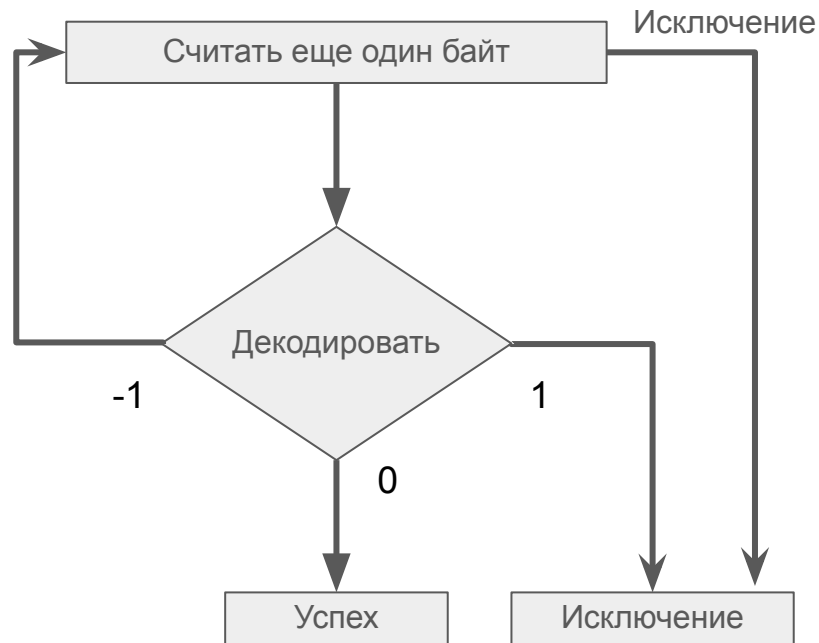 Исключение
Считать еще один байт
Декодировать
-1
1
0
Успех
Исключение